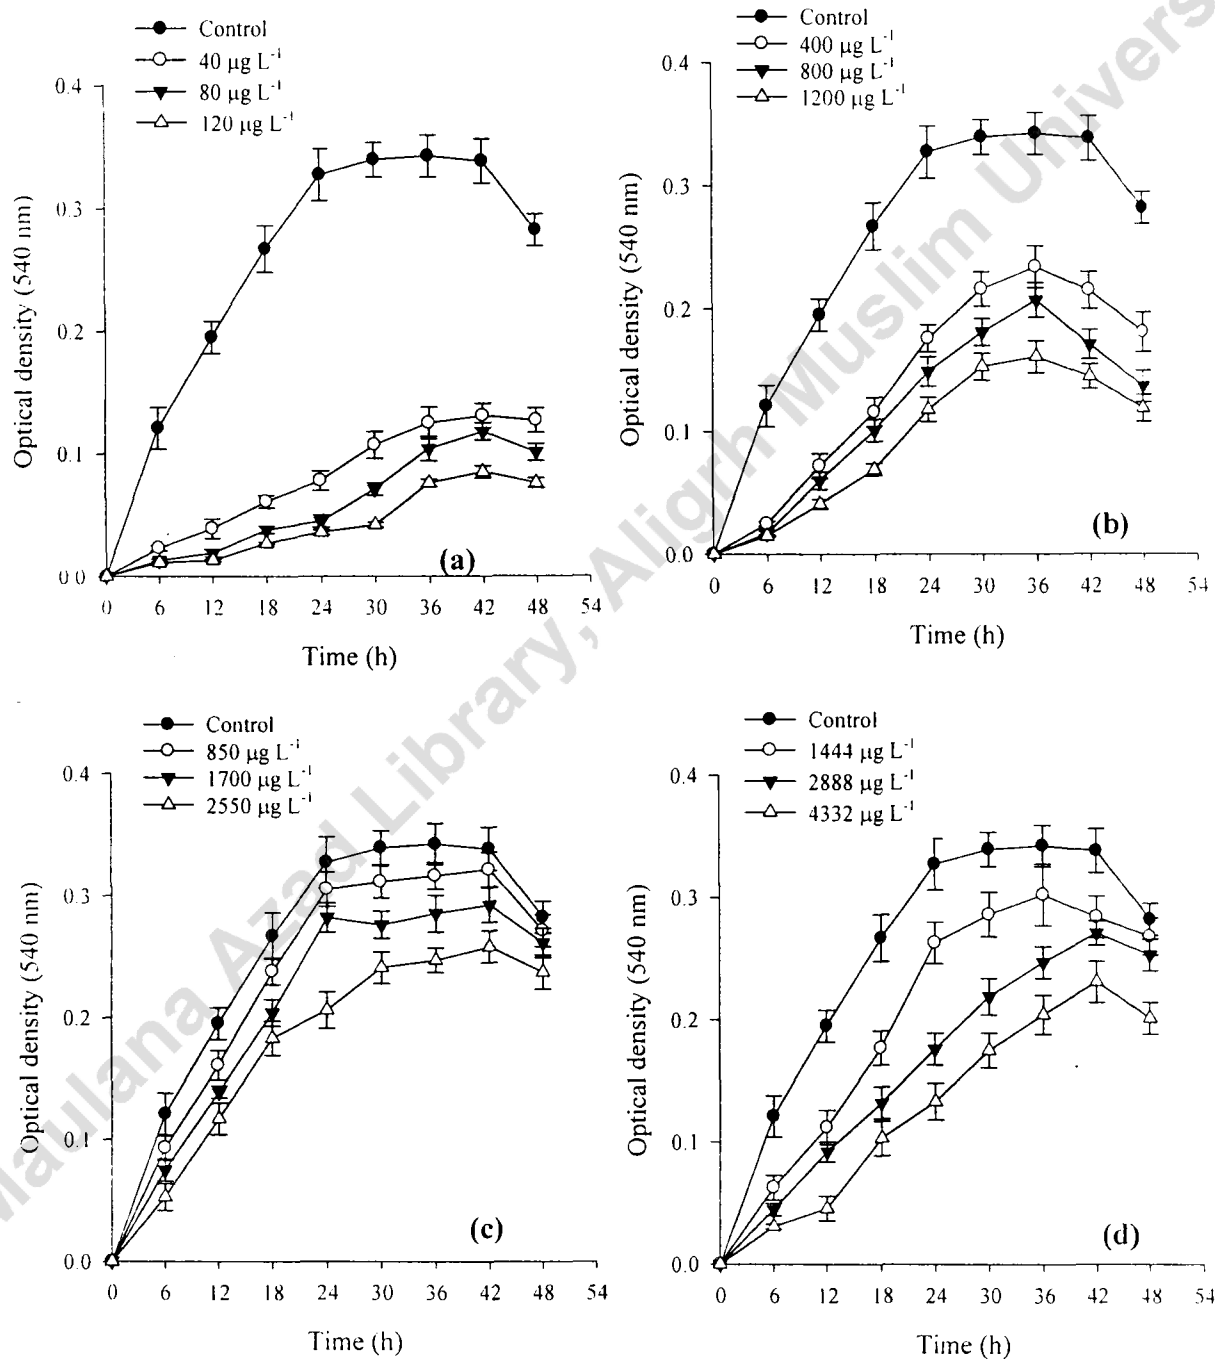 Control
40 µg L⁻¹
80 µg L⁻¹
120 µg L⁻¹
0.4
0.3
0.2
0.1
0.0
Optical density (540 nm)
(a)
0 6 12 18 24 30 36 42 48 54
Time (h)
Control
400 µg L⁻¹
800 µg L⁻¹
1200 µg L⁻¹
0.4
0.3
0.2
0.1
0.0
Optical density (540 nm)
(b)
0 6 12 18 24 30 36 42 48 54
Time (h)
Control
850 µg L⁻¹
1700 µg L⁻¹
2550 µg L⁻¹
0.4
0.3
0.2
0.1
0.0
Optical density (540 nm)
(c)
0 6 12 18 24 30 36 42 48 54
Time (h)
Control
1444 µg L⁻¹
2888 µg L⁻¹
4332 µg L⁻¹
0.4
0.3
0.2
0.1
0.0
Optical density (540 nm)
(d)
0 6 12 18 24 30 36 42 48 54
Time (h)
Maulana Azad Library, Aligrh Muslim Univers